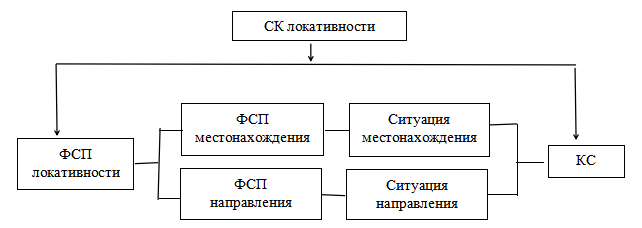 СК локативности
ФСП
местонахождения
Ситуация
местонахождения
ФСП
локативности
КС
ФСП
направления
Ситуация
направления